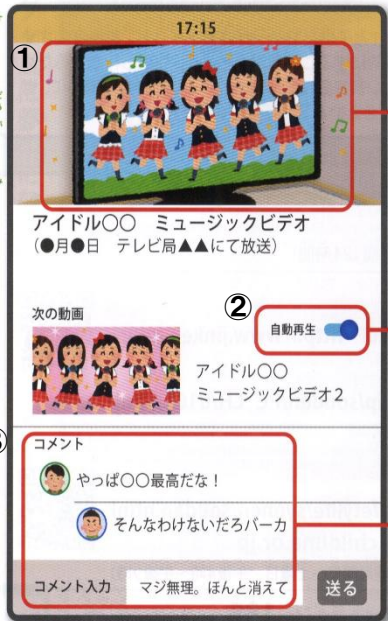 17:15
①
アイドル○○ ミュージックビデオ
（●月●日 テレビ局▲▲にて放送）
②
自動再生
次の動画
アイドル○○
ミュージックビデオ2
コメント
やっぱ○○最高だな！
そんなわけないだろバーカ
コメント入力
マジ無理。ほんと消えて
送る